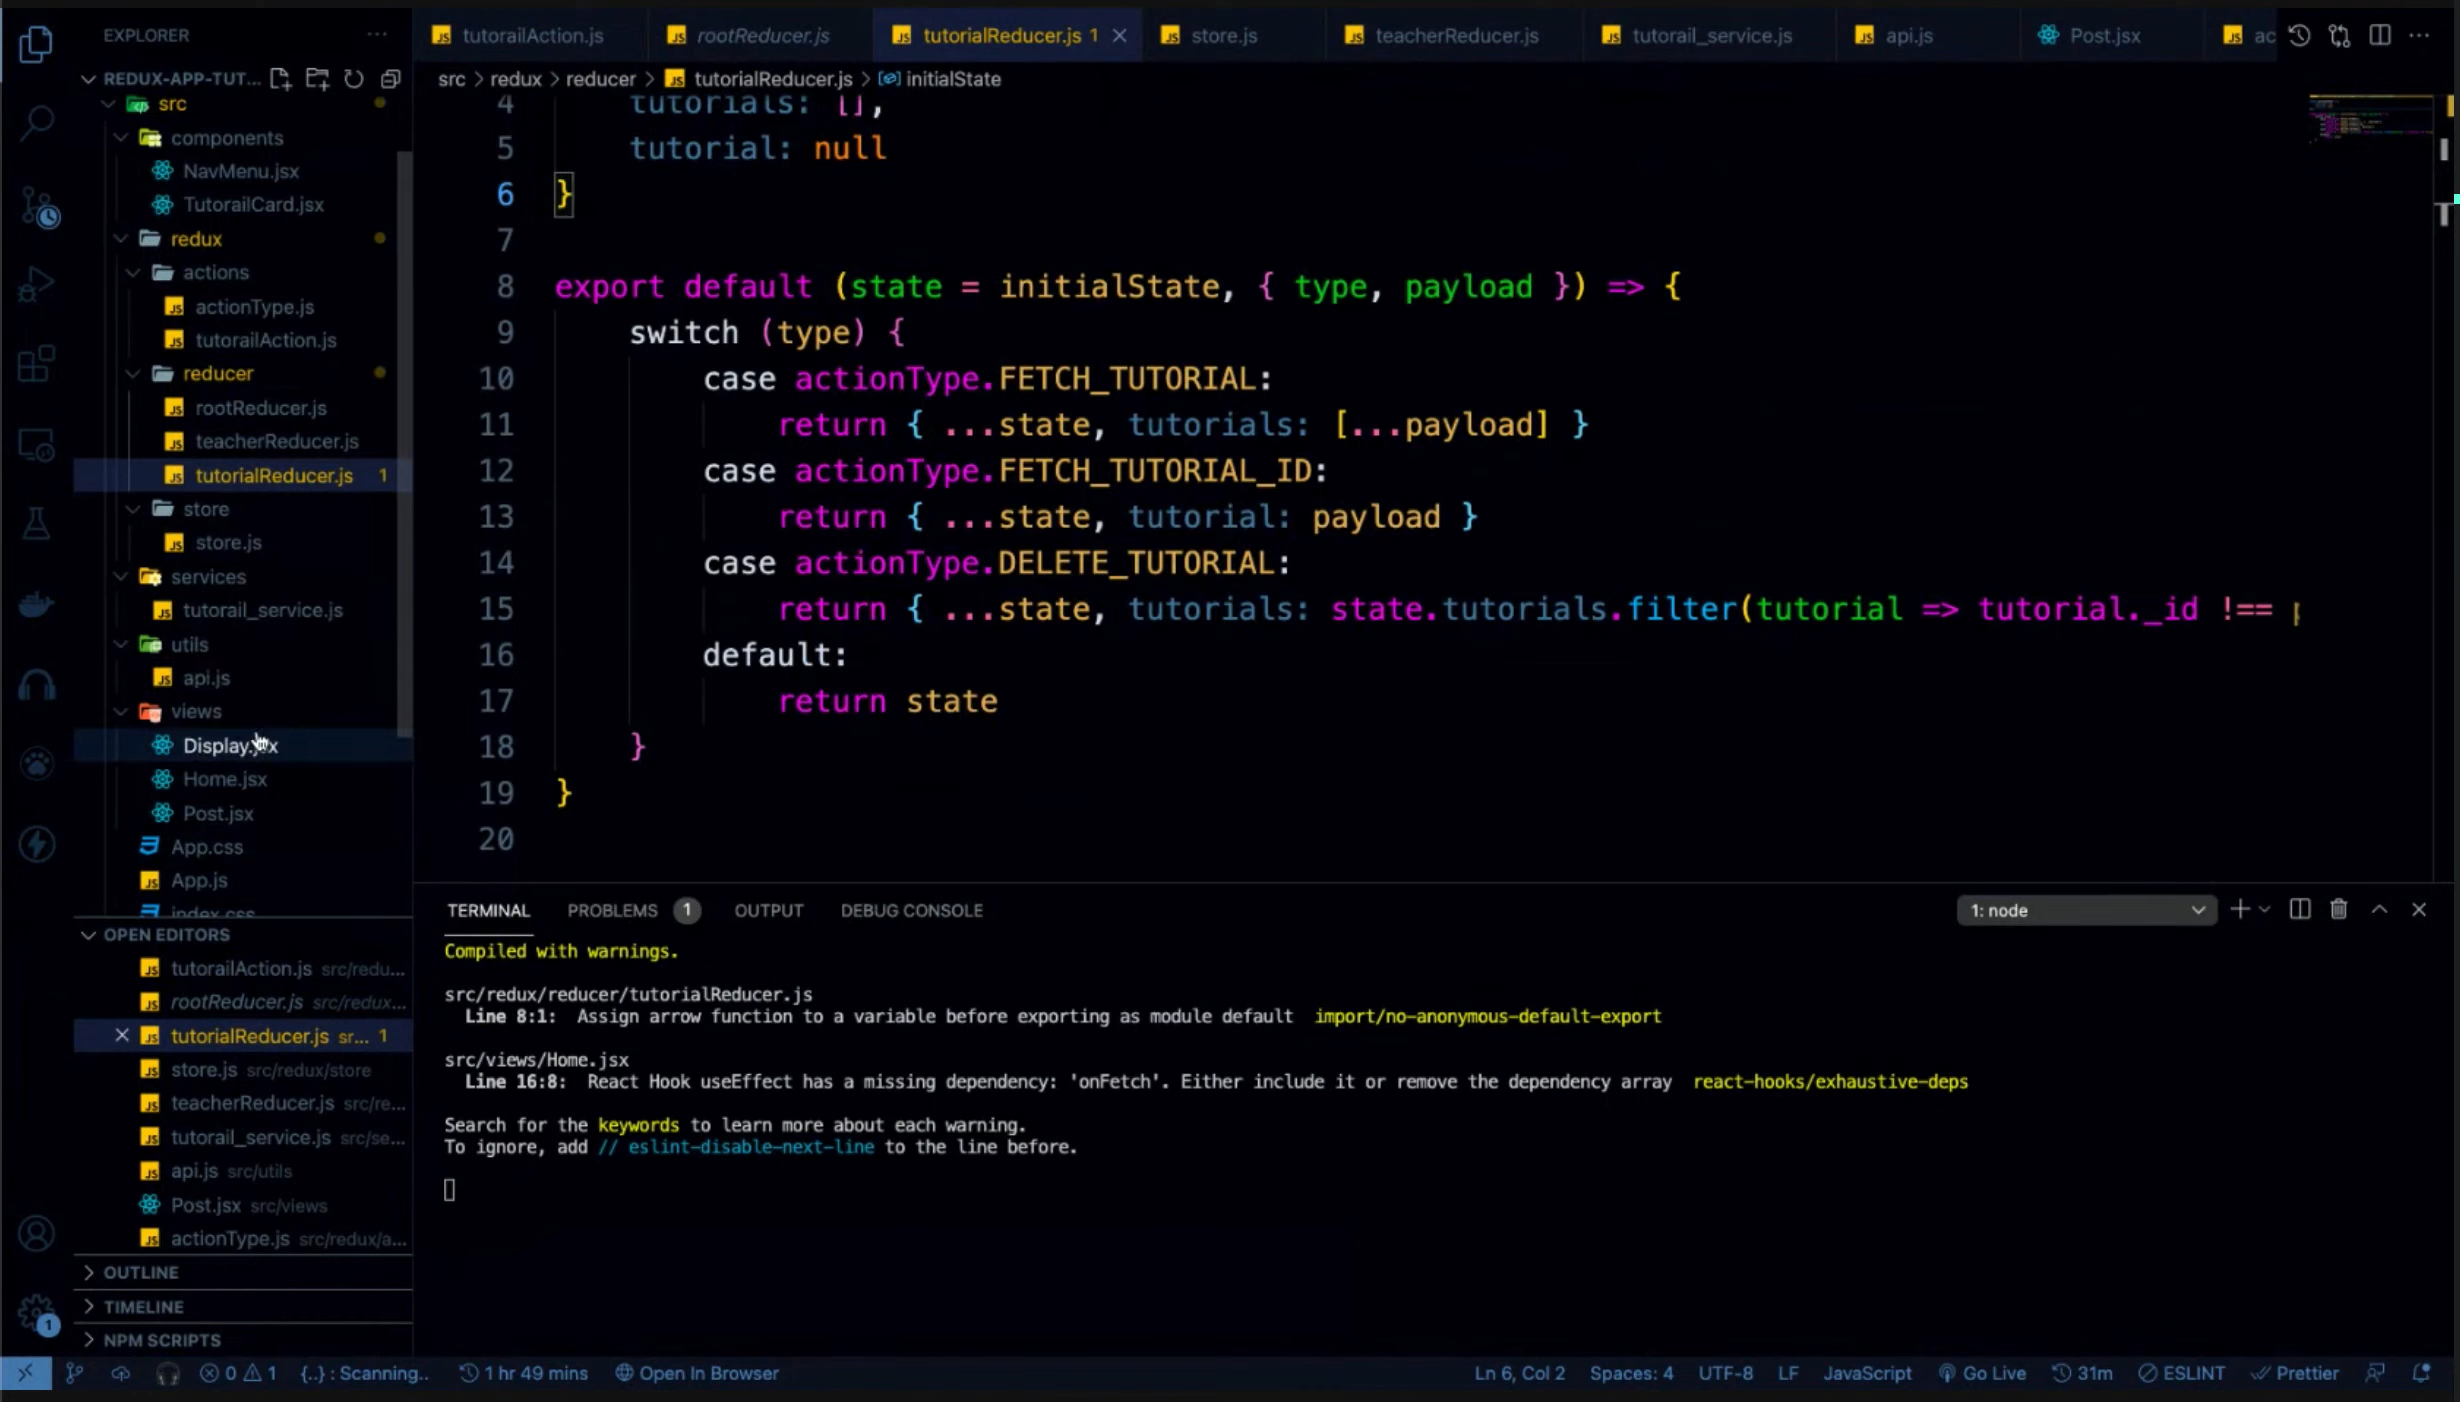 EXPLORER
REDUX-APP-TUT...
src
components
NavMenu.jsx
TutorailCard.jsx
redux
actions
actionType.js
tutorailAction.js
reducer
rootReducer.js
teacherReducer.js
tutorialReducer.js 1
store
store.js
services
tutorail_service.js
utils
api.js
views
Display.jsx
Home.jsx
Post.jsx
App.css
App.js
index.css
OPEN EDITORS
tutorailAction.js src/redu...
rootReducer.js src/redux...
tutorialReducer.js sr... 1
store.js src/redux/store
teacherReducer.js src/re...
tutorail_service.js src/se...
api.js src/utils
Post.jsx src/views
actionType.js src/redux/a...
OUTLINE
TIMELINE
NPM SCRIPTS
tutorailAction.js rootReducer.js tutorialReducer.js 1 store.js teacherReducer.js tutorail_service.js api.js Post.jsx ac
src > redux > reducer > tutorialReducer.js > initialState
4 tutorials: [],
5 tutorial: null
6 }
7
8 export default (state = initialState, { type, payload }) => {
9 switch (type) {
10 case actionType.FETCH_TUTORIAL:
11 return { ...state, tutorials: [...payload] }
12 case actionType.FETCH_TUTORIAL_ID:
13 return { ...state, tutorial: payload }
14 case actionType.DELETE_TUTORIAL:
15 return { ...state, tutorials: state.tutorials.filter(tutorial => tutorial._id !==
16 default:
17 return state
18 }
19 }
20
TERMINAL PROBLEMS 1 OUTPUT DEBUG CONSOLE 1: node
Compiled with warnings.
src/redux/reducer/tutorialReducer.js
Line 8:1: Assign arrow function to a variable before exporting as module default import/no-anonymous-default-export
src/views/Home.jsx
Line 16:8: React Hook useEffect has a missing dependency: 'onFetch'. Either include it or remove the dependency array react-hooks/exhaustive-deps
Search for the keywords to learn more about each warning.
To ignore, add // eslint-disable-next-line to the line before.
1
0 1 {..} : Scanning.. 1 hr 49 mins Open In Browser Ln 6, Col 2 Spaces: 4 UTF-8 LF JavaScript Go Live 31m ESLINT Prettier